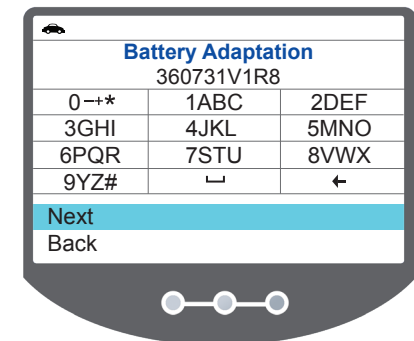 Battery Adaptation
360731V1R8
0-+* 1ABC 2DEF
3GHI 4JKL 5MNO
6PQR 7STU 8VWX
9YZ# ⌴ ←
Next
Back